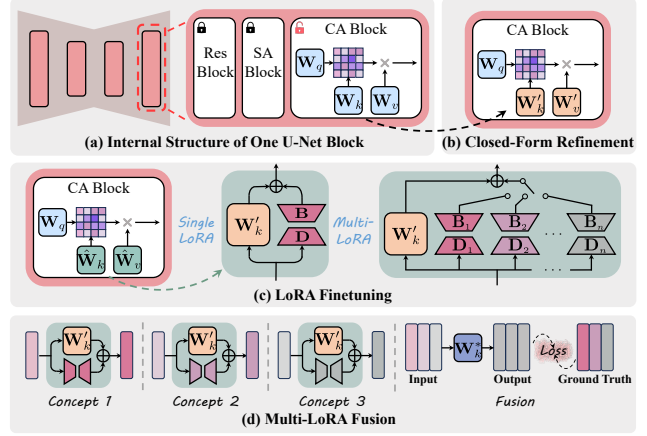 Res Block
SA Block
CA Block
W_q
W_k
W_v
(a) Internal Structure of One U-Net Block
CA Block
W_q
W'_k
W'_v
(b) Closed-Form Refinement
CA Block
W_q
Ŵ_k
Ŵ_v
Single LoRA
W'_k
B
D
Multi-LoRA
W'_k
B_1
D_1
B_2
D_2
...
B_n
D_n
...
(c) LoRA Finetuning
W'_k
Concept 1
W'_k
Concept 2
W'_k
Concept 3
Input
W*_k
Output
Loss
Ground Truth
Fusion
(d) Multi-LoRA Fusion